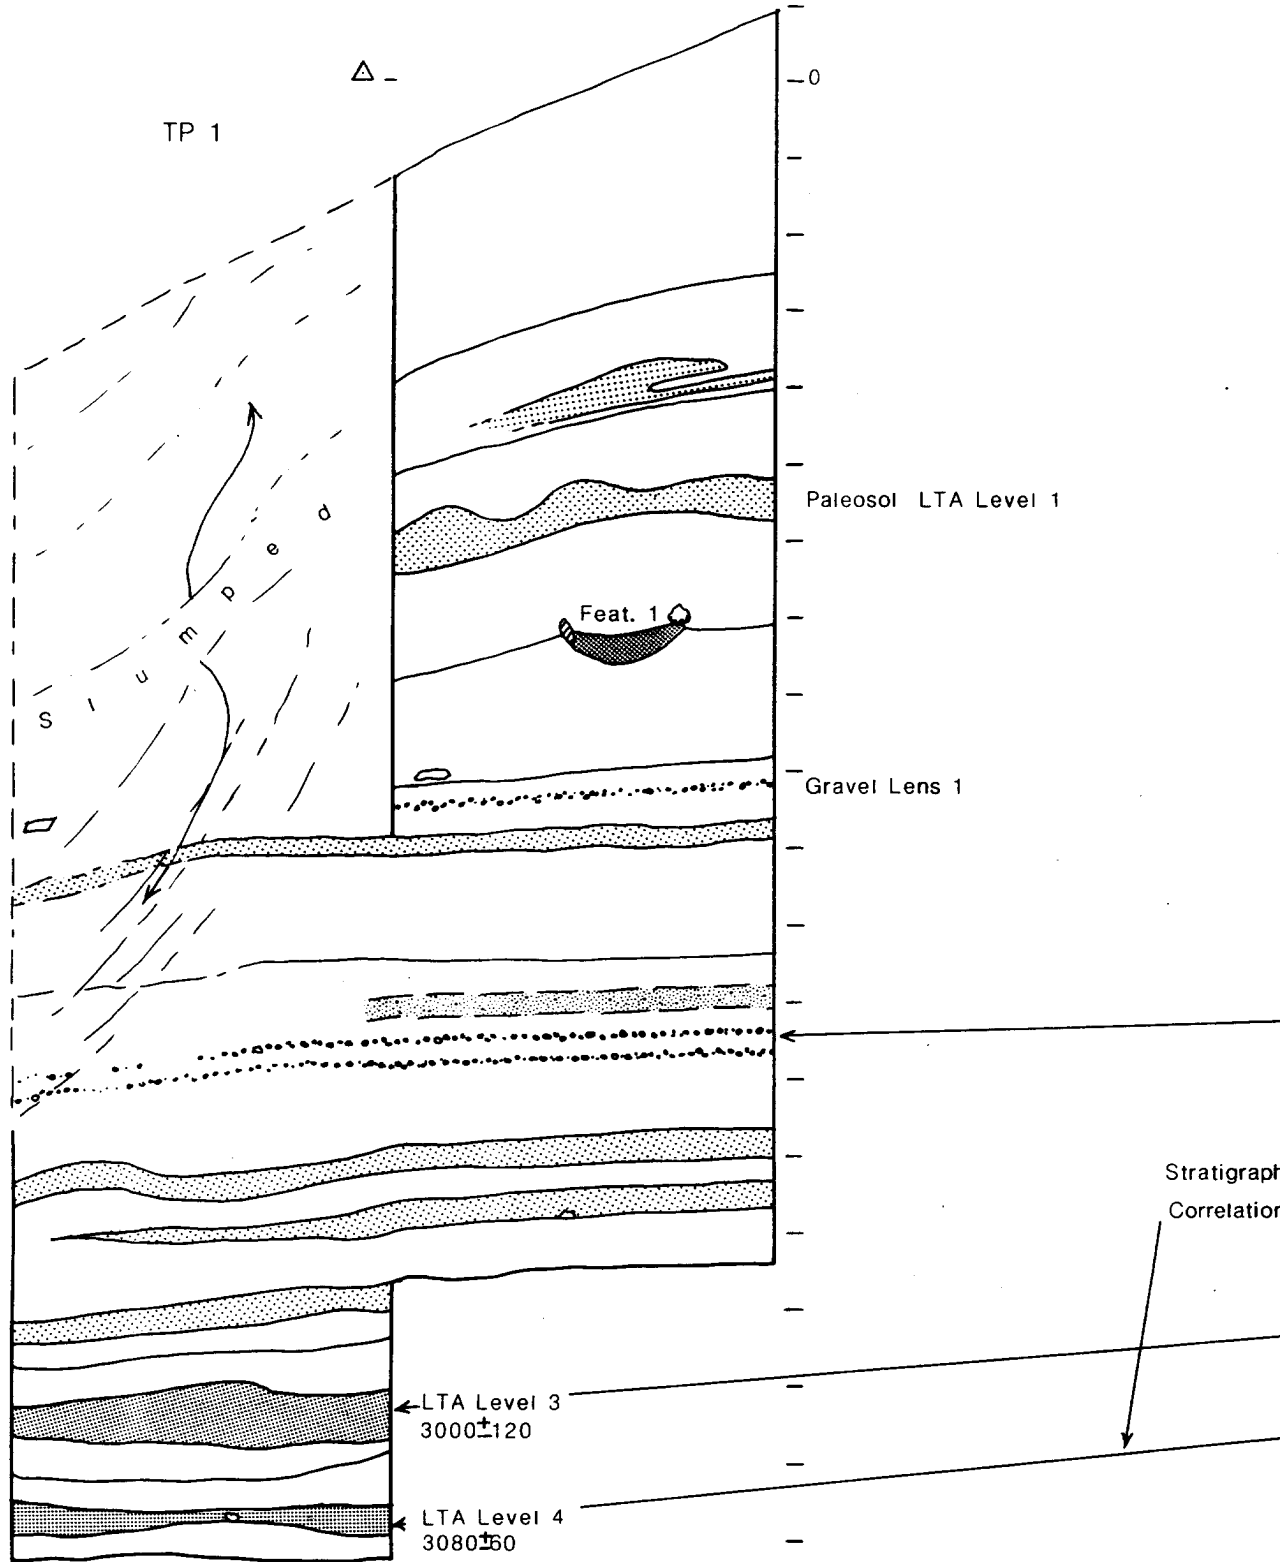 0
TP 1
Paleosol LTA Level 1
Feat. 1
Slumped
Gravel Lens 1
Stratigraph
Correlation
LTA Level 3
3000±120
LTA Level 4
3080±60